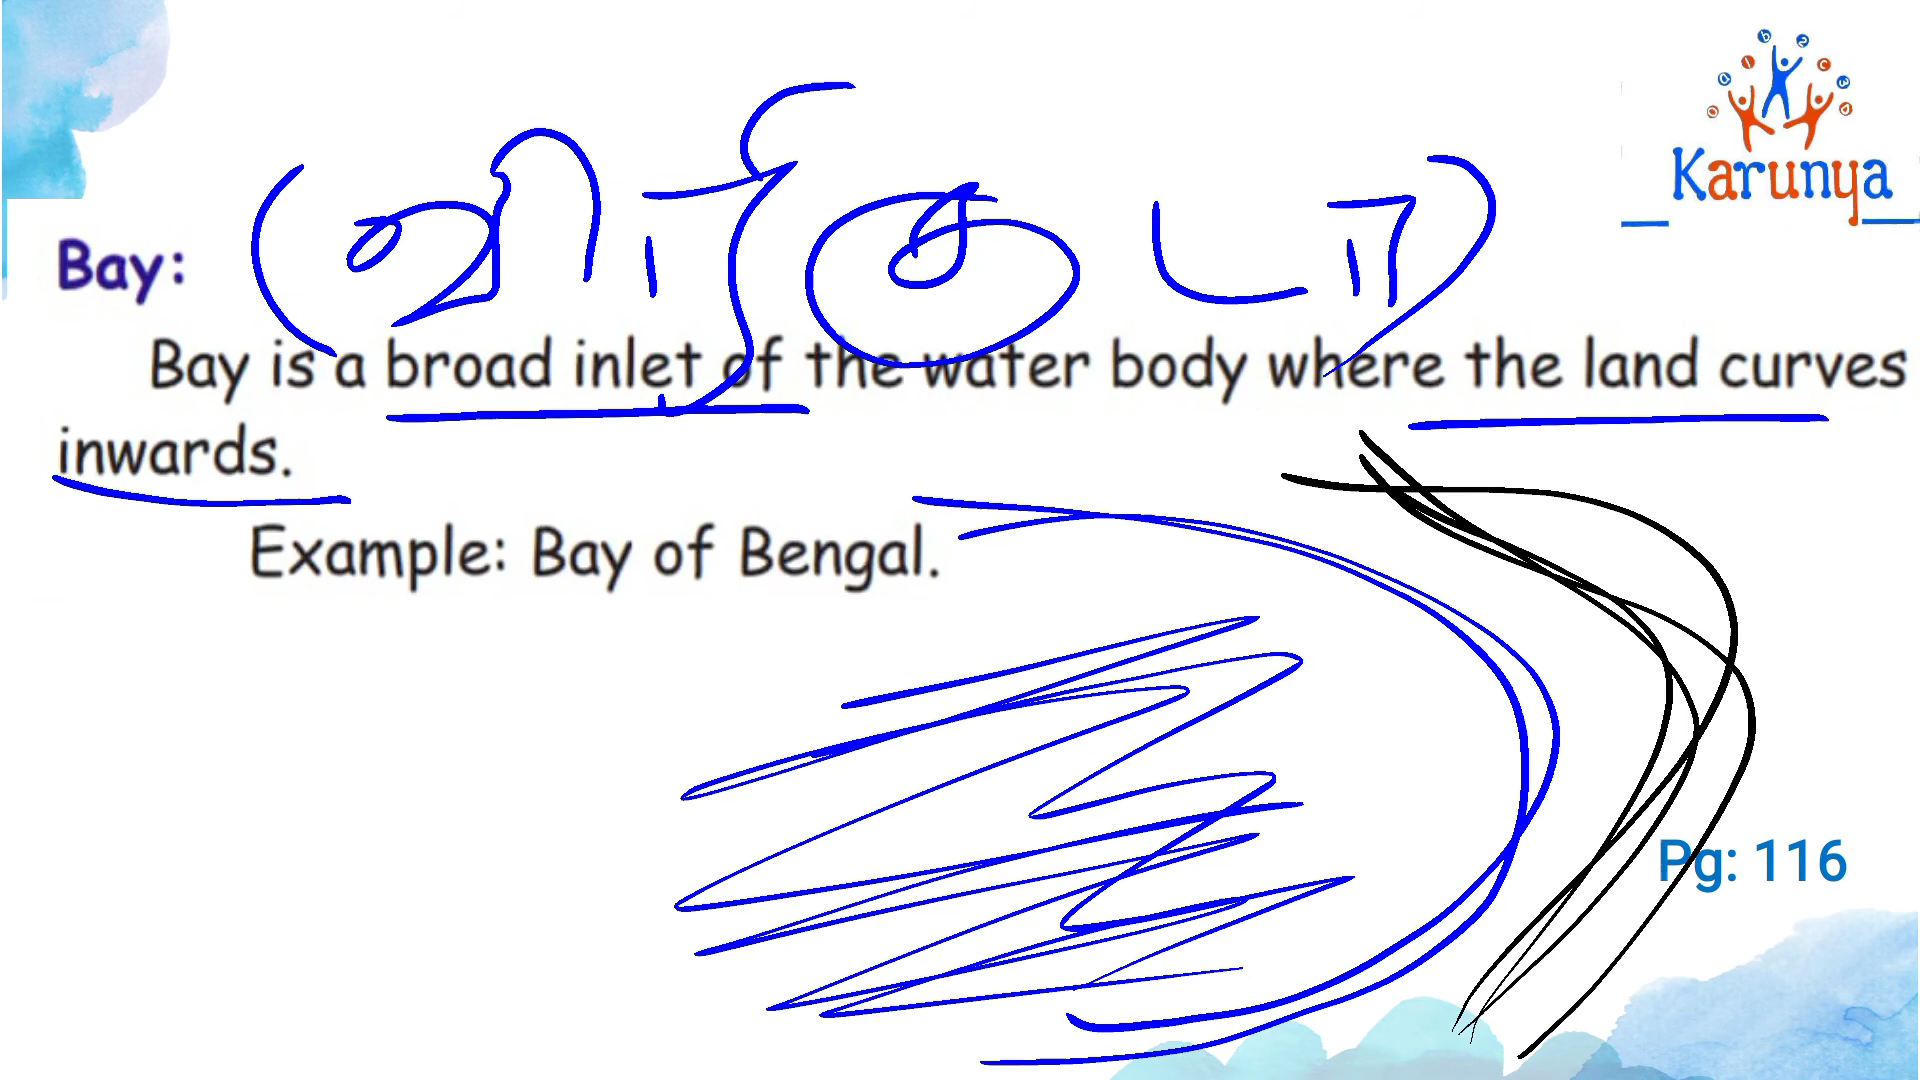 Karunya
Bay: (விரிகுடா)
Bay is a broad inlet of the water body where the land curves
inwards.
Example: Bay of Bengal.
Pg: 116